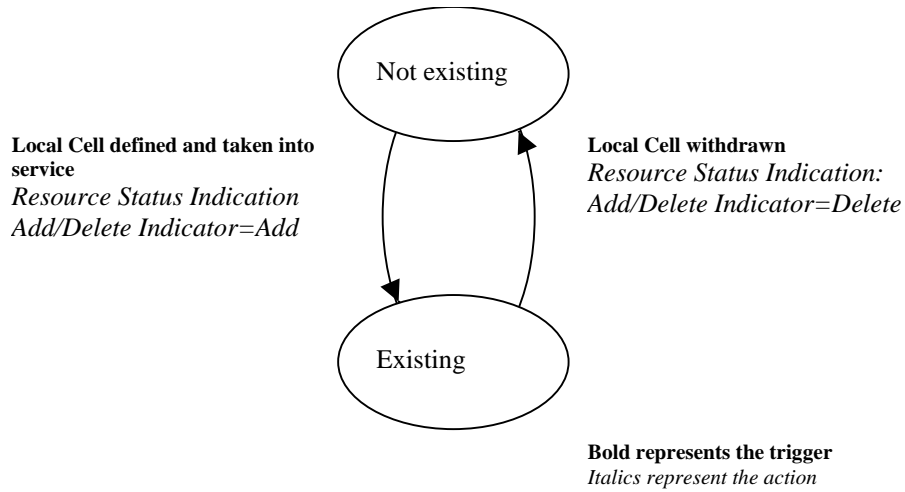 Not existing
Local Cell defined and taken into
service
Resource Status Indication
Add/Delete Indicator=Add
Local Cell withdrawn
Resource Status Indication:
Add/Delete Indicator=Delete
Existing
Bold represents the trigger
Italics represent the action